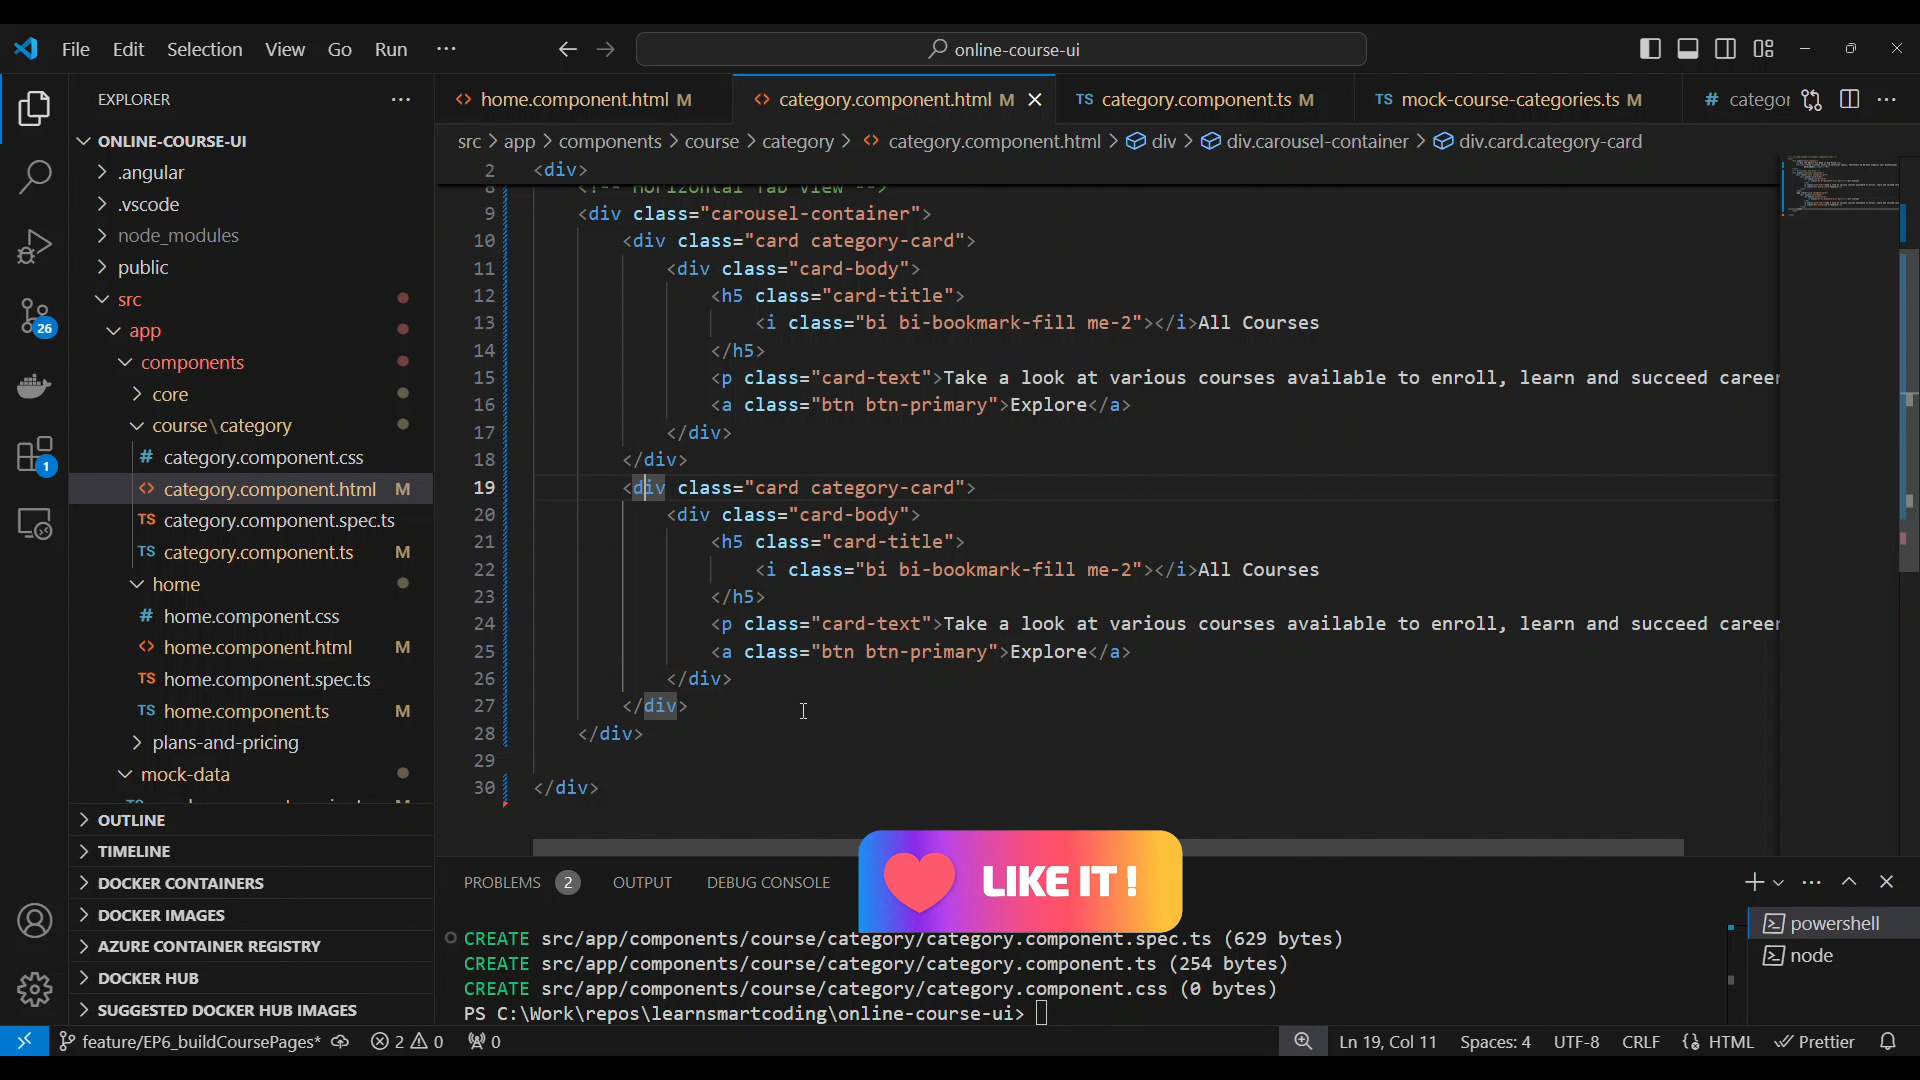 File Edit Selection View Go Run ...
online-course-ui
EXPLORER
ONLINE-COURSE-UI
.angular
.vscode
node_modules
public
src
app
components
core
course\category
category.component.css
category.component.html M
category.component.spec.ts
category.component.ts M
home
home.component.css
home.component.html M
home.component.spec.ts
home.component.ts M
plans-and-pricing
mock-data
OUTLINE
TIMELINE
DOCKER CONTAINERS
DOCKER IMAGES
AZURE CONTAINER REGISTRY
DOCKER HUB
SUGGESTED DOCKER HUB IMAGES
26
1
home.component.html M category.component.html M TS category.component.ts M TS mock-course-categories.ts M # categor
src > app > components > course > category > category.component.html > div > div.carousel-container > div.card.category-card
2 <div>
8 <!-- Horizontal Tab View -->
9 <div class="carousel-container">
10 <div class="card category-card">
11 <div class="card-body">
12 <h5 class="card-title">
13 <i class="bi bi-bookmark-fill me-2"></i>All Courses
14 </h5>
15 <p class="card-text">Take a look at various courses available to enroll, learn and succeed career
16 <a class="btn btn-primary">Explore</a>
17 </div>
18 </div>
19 <div class="card category-card">
20 <div class="card-body">
21 <h5 class="card-title">
22 <i class="bi bi-bookmark-fill me-2"></i>All Courses
23 </h5>
24 <p class="card-text">Take a look at various courses available to enroll, learn and succeed career
25 <a class="btn btn-primary">Explore</a>
26 </div>
27 </div>
28 </div>
29
30 </div>
LIKE IT !
PROBLEMS 2 OUTPUT DEBUG CONSOLE
CREATE src/app/components/course/category/category.component.spec.ts (629 bytes)
CREATE src/app/components/course/category/category.component.ts (254 bytes)
CREATE src/app/components/course/category/category.component.css (0 bytes)
PS C:\Work\repos\learnsmartcoding\online-course-ui>
powershell
node
feature/EP6_buildCoursePages* 2 0 0 Ln 19, Col 11 Spaces: 4 UTF-8 CRLF HTML Prettier